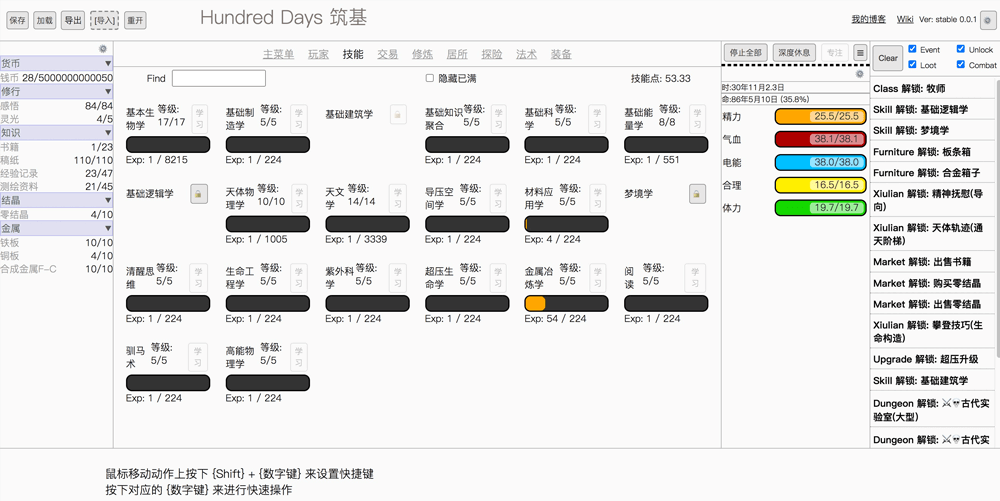 保存 加载 导出 [导入] 重开
Hundred Days 筑基
我的博客 Wiki Ver: stable 0.0.1
货币
钱币 28/5000000000050
修行
感悟 84/84
灵光 4/5
知识
书籍 1/23
稿纸 110/110
经验记录 23/47
测绘资料 21/45
结晶
零结晶 4/10
金属
铁板 10/10
铜板 4/10
合成金属F-C 10/10
主菜单 玩家 技能 交易 修炼 居所 探险 法术 装备
Find 隐藏已满 技能点: 53.33
基本生物学 等级: 17/17 学习
Exp: 1 / 8215
基础制造学 等级: 5/5 学习
Exp: 1 / 224
基础建筑学
基础知识聚合 等级: 5/5 学习
Exp: 1 / 224
基础科学 等级: 5/5 学习
Exp: 1 / 224
基础能量学 等级: 8/8 学习
Exp: 1 / 551
基础逻辑学
天体物理学 等级: 10/10 学习
Exp: 1 / 1005
天文学 等级: 14/14 学习
Exp: 1 / 3339
导压空间学 等级: 5/5 学习
Exp: 1 / 224
材料应用学 等级: 5/5 学习
Exp: 4 / 224
梦境学
清醒思维 等级: 5/5 学习
Exp: 1 / 224
生命工程学 等级: 5/5 学习
Exp: 1 / 224
紫外科学 等级: 5/5 学习
Exp: 1 / 224
超压生命学 等级: 5/5 学习
Exp: 1 / 224
金属冶炼学 等级: 5/5 学习
Exp: 54 / 224
阅读 等级: 5/5 学习
Exp: 1 / 224
驯马术 等级: 5/5 学习
Exp: 1 / 224
高能物理学 等级: 5/5 学习
Exp: 1 / 224
停止全部 深度休息 专注
时:30年11月2.3日
命:86年5月10日 (35.8%)
精力 25.5/25.5
气血 38.1/38.1
电能 38.0/38.0
合理 16.5/16.5
体力 19.7/19.7
Clear Event Unlock
Loot Combat
Class 解锁: 牧师
Skill 解锁: 基础逻辑学
Skill 解锁: 梦境学
Furniture 解锁: 板条箱
Furniture 解锁: 合金箱子
Xiulian 解锁: 精神抚慰(导向)
Xiulian 解锁: 天体轨迹(通天阶梯)
Market 解锁: 出售书籍
Market 解锁: 购买零结晶
Market 解锁: 出售零结晶
Xiulian 解锁: 攀登技巧(生命构造)
Upgrade 解锁: 超压升级
Skill 解锁: 基础建筑学
Dungeon 解锁: ⚔💀古代实验室(大型)
Dungeon 解锁: ⚔💀古代实
鼠标移动动作上按下 {Shift} + {数字键} 来设置快捷键
按下对应的 {数字键} 来进行快速操作